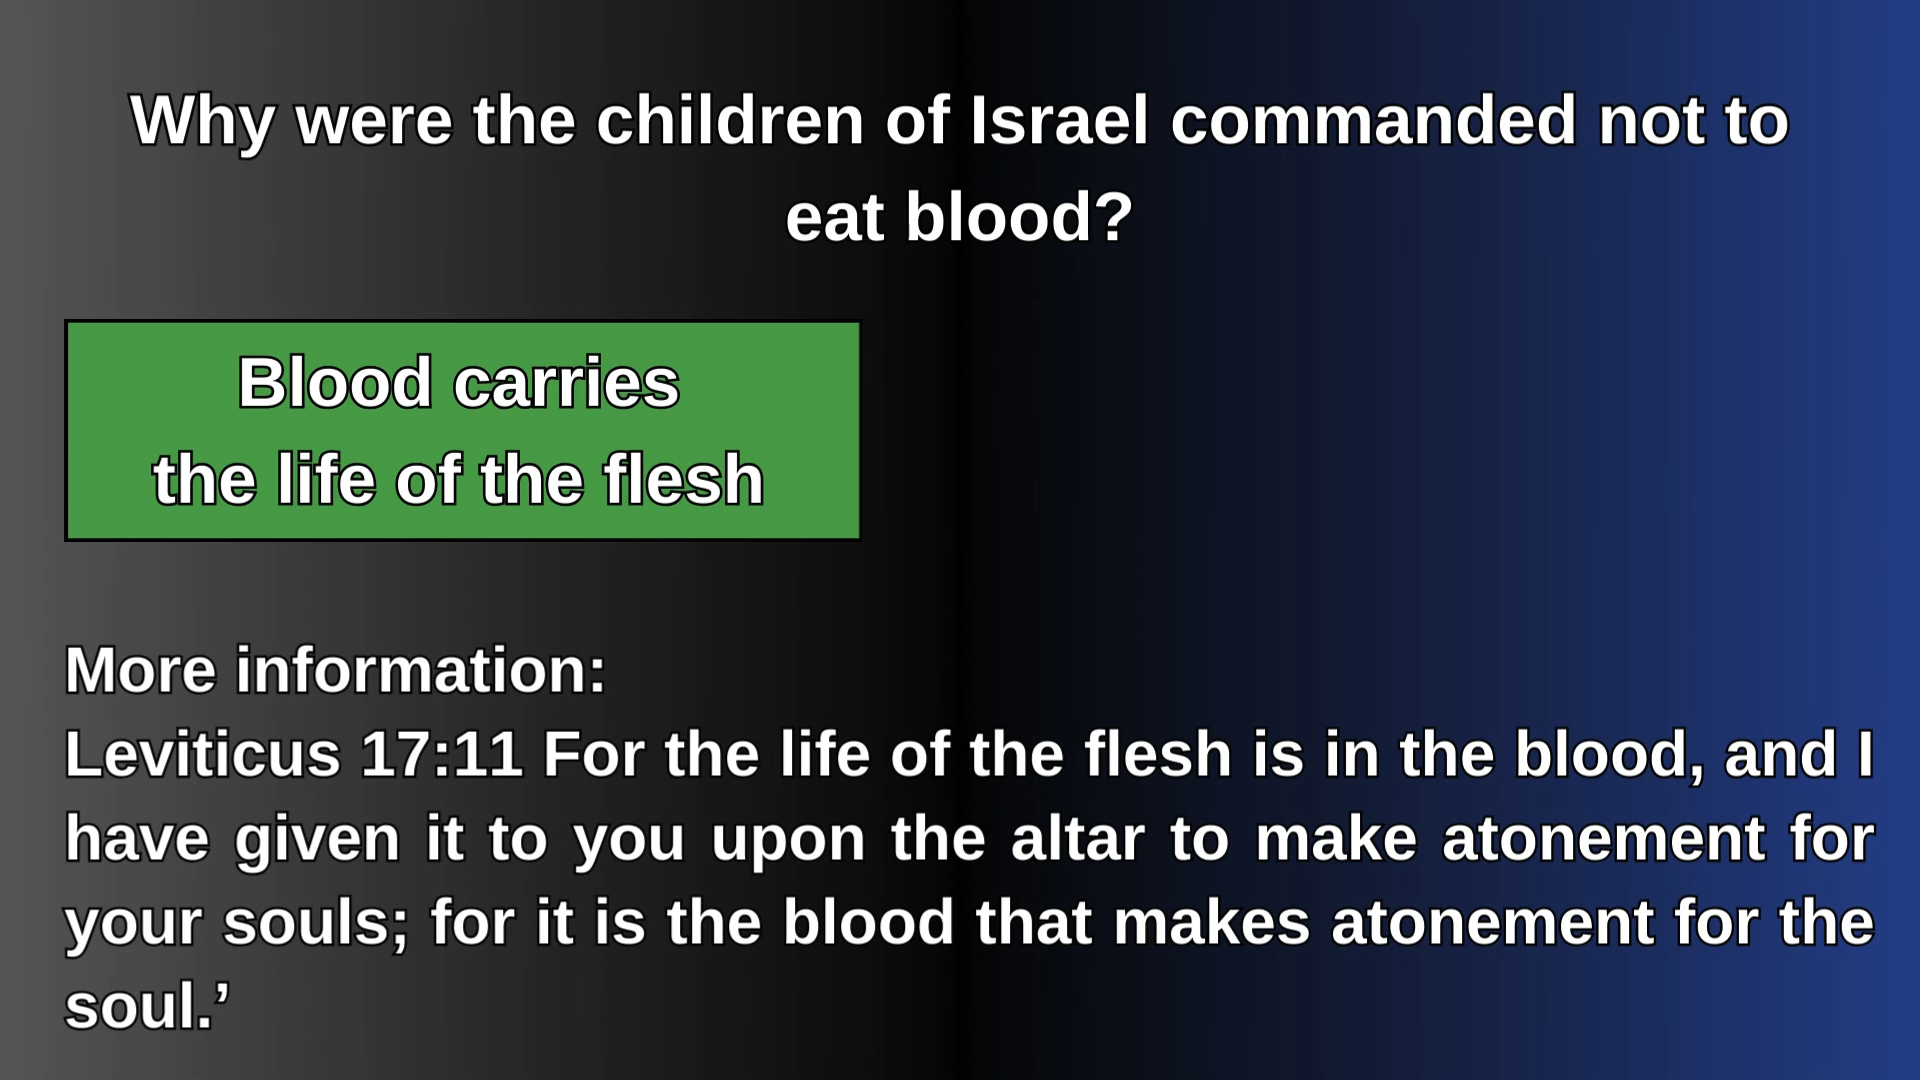 Why were the children of Israel commanded not to
eat blood?
Blood carries
the life of the flesh
More information:
Leviticus 17:11 For the life of the flesh is in the blood, and I
have given it to you upon the altar to make atonement for
your souls; for it is the blood that makes atonement for the
soul.’